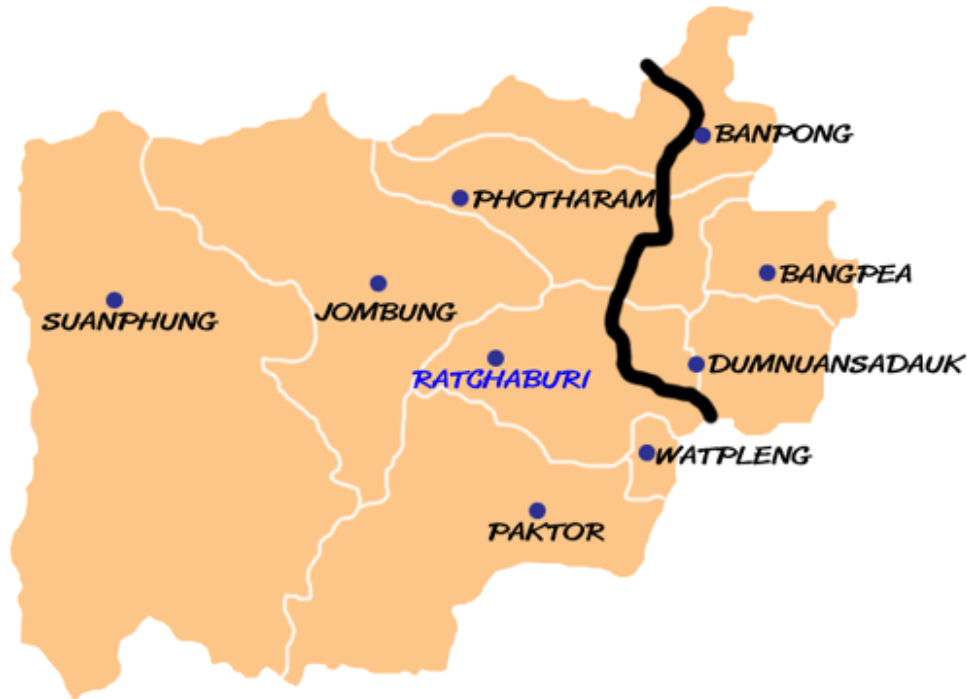 BANPONG
PHOTHARAM
BANGPEA
SUANPHUNG
JOMBUNG
DUMNUANSADAUK
RATCHABURI
WATPLENG
PAKTOR